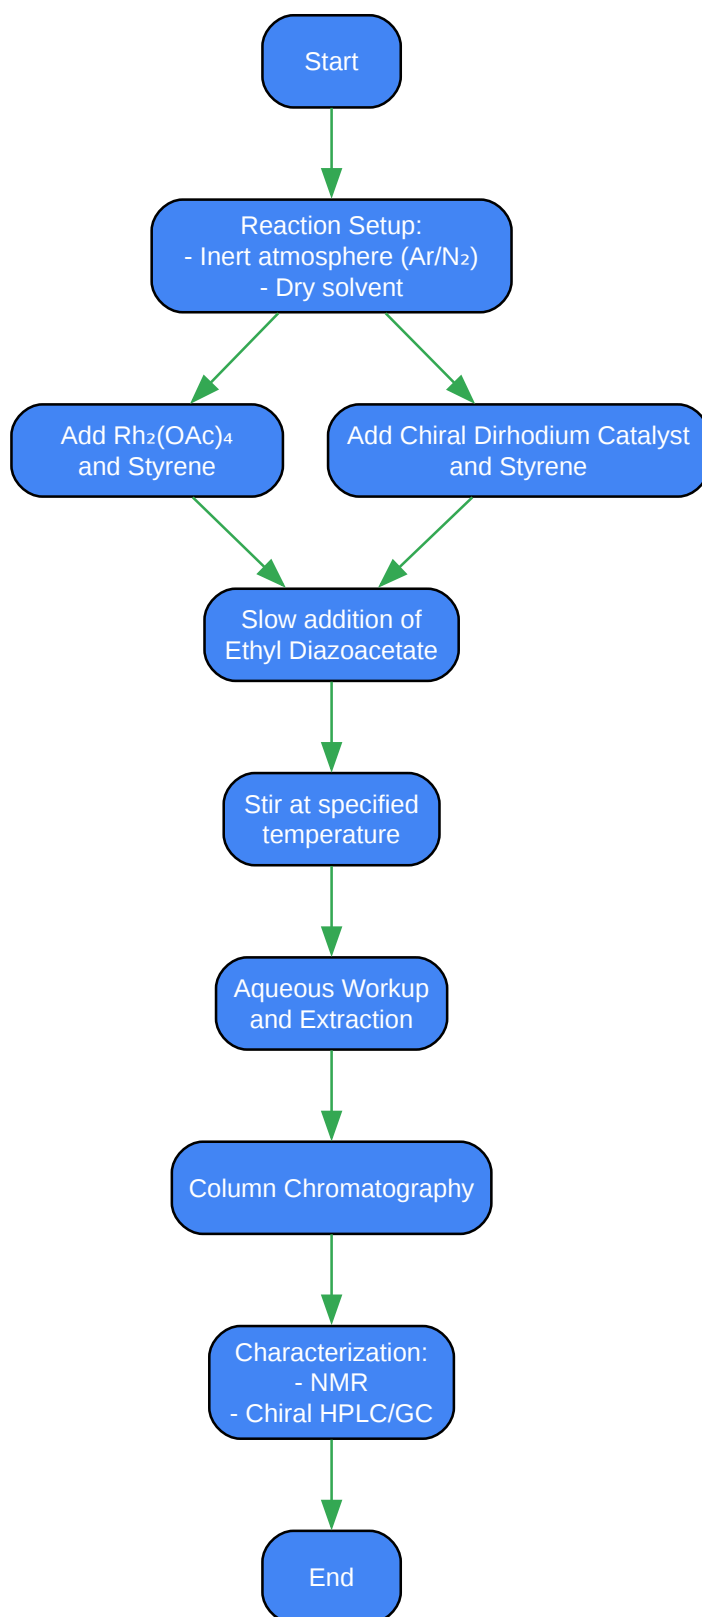 Start
Reaction Setup:
- Inert atmosphere (Ar/N₂)
- Dry solvent
Add Rh₂(OAc)₄
and Styrene
Add Chiral Dirhodium Catalyst
and Styrene
Slow addition of
Ethyl Diazoacetate
Stir at specified
temperature
Aqueous Workup
and Extraction
Column Chromatography
Characterization:
- NMR
- Chiral HPLC/GC
End